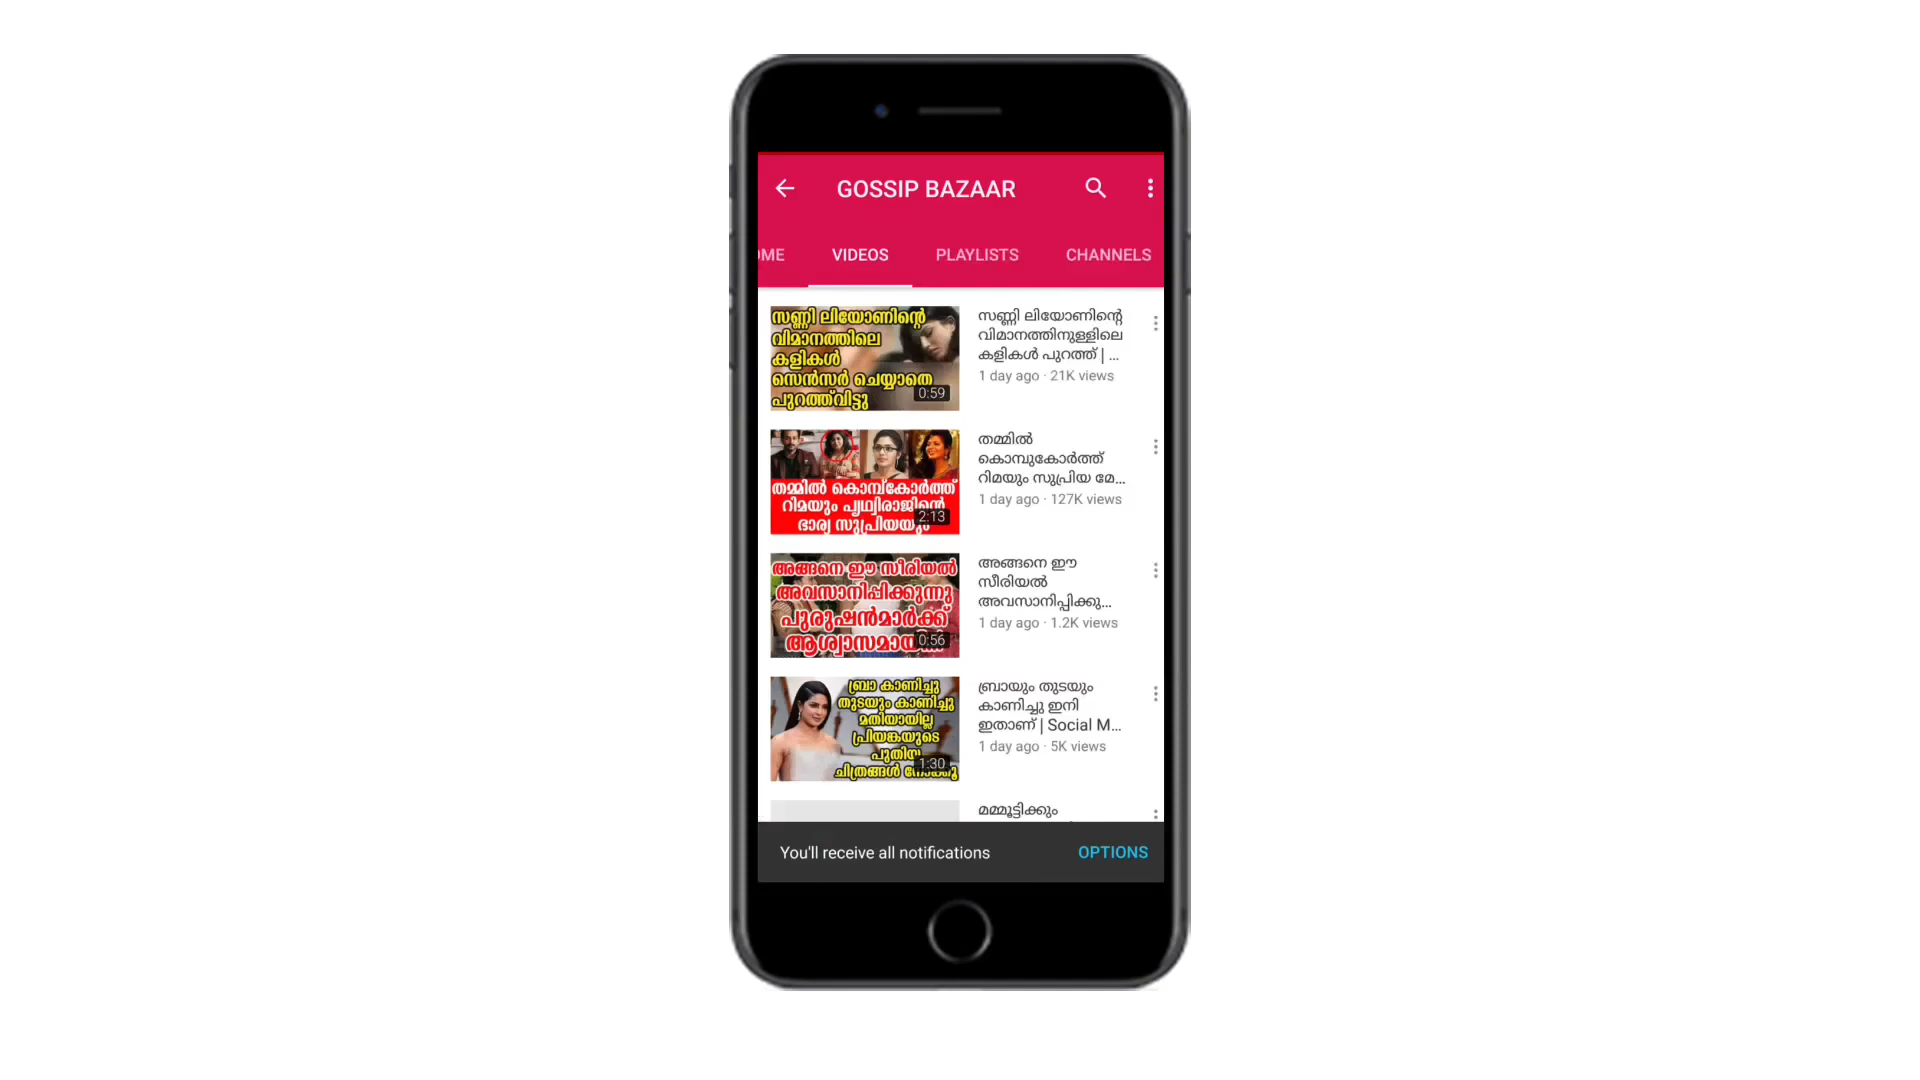 GOSSIP BAZAAR
OME
VIDEOS
PLAYLISTS
CHANNELS
സണ്ണി ലിയോണിന്റെ
വിമാനത്തിലെ
കളികൾ
സെൻസർ ചെയ്യാതെ
പുറത്ത്‌വിട്ടു
0:59
സണ്ണി ലിയോണിന്റെ
വിമാനത്തിനുള്ളിലെ
കളികൾ പുറത്ത് | ...
1 day ago · 21K views
തമ്മിൽ കൊമ്പ്കോർത്ത്
റിമയും പൃഥ്വിരാജിന്റെ
ഭാര്യ സുപ്രിയയും
2:13
തമ്മിൽ
കൊമ്പുകോർത്ത്
റിമയും സുപ്രിയ മേ...
1 day ago · 127K views
അങ്ങനെ ഈ സീരിയൽ
അവസാനിപ്പിക്കുന്നു
പുരുഷൻമാർക്ക്
0:56
അങ്ങനെ ഈ
സീരിയൽ
അവസാനിപ്പിക്കു...
1 day ago · 1.2K views
ബ്രാ കാണിച്ചു
തുടയും കാണിച്ചു
മതിയായില്ല
പ്രിയങ്കയുടെ
പുതിയ
ചിത്രങ്ങൾ നോക്കൂ
1:30
ബ്രായും തുടയും
കാണിച്ചു ഇനി
ഇതാണ് | Social M...
1 day ago · 5K views
മമ്മൂട്ടിക്കും
You'll receive all notifications
OPTIONS